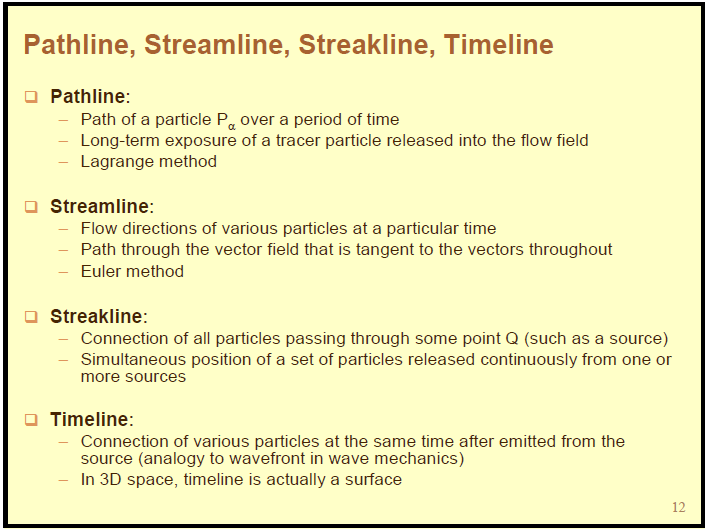 Pathline, Streamline, Streakline, Timeline
Pathline:
– Path of a particle Pα over a period of time
– Long-term exposure of a tracer particle released into the flow field
– Lagrange method
Streamline:
– Flow directions of various particles at a particular time
– Path through the vector field that is tangent to the vectors throughout
– Euler method
Streakline:
– Connection of all particles passing through some point Q (such as a source)
– Simultaneous position of a set of particles released continuously from one or
more sources
Timeline:
– Connection of various particles at the same time after emitted from the
source (analogy to wavefront in wave mechanics)
– In 3D space, timeline is actually a surface
12